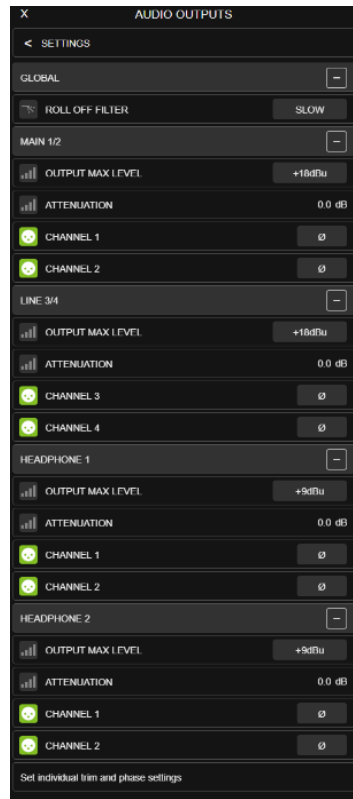 X AUDIO OUTPUTS
< SETTINGS
GLOBAL −
ROLL OFF FILTER SLOW
MAIN 1/2 −
OUTPUT MAX LEVEL +18dBu
ATTENUATION 0.0 dB
CHANNEL 1 Ø
CHANNEL 2 Ø
LINE 3/4 −
OUTPUT MAX LEVEL +18dBu
ATTENUATION 0.0 dB
CHANNEL 3 Ø
CHANNEL 4 Ø
HEADPHONE 1 −
OUTPUT MAX LEVEL +9dBu
ATTENUATION 0.0 dB
CHANNEL 1 Ø
CHANNEL 2 Ø
HEADPHONE 2 −
OUTPUT MAX LEVEL +9dBu
ATTENUATION 0.0 dB
CHANNEL 1 Ø
CHANNEL 2 Ø
Set individual trim and phase settings